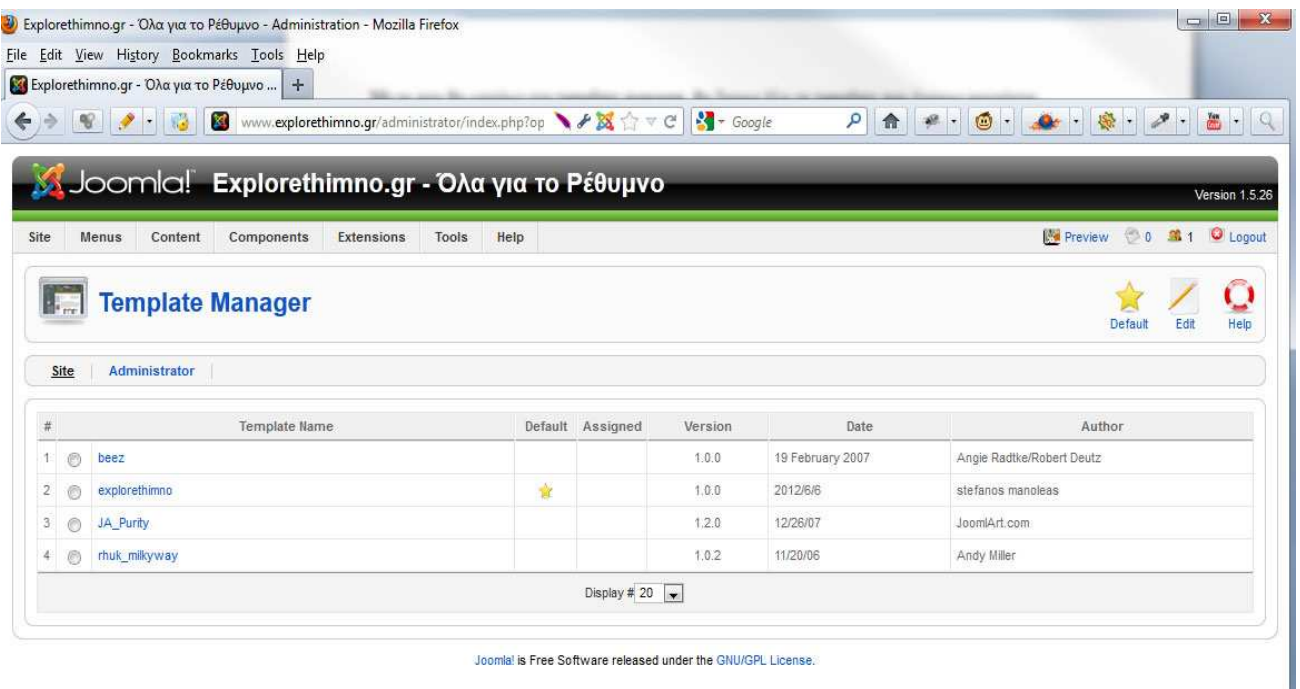 Explorethimno.gr - Όλα για το Ρέθυμνο - Administration - Mozilla Firefox
File Edit View History Bookmarks Tools Help
Explorethimno.gr - Όλα για το Ρέθυμνο ... +
www.explorethimno.gr/administrator/index.php?op Google
Joomla! Explorethimno.gr - Όλα για το Ρέθυμνο
Version 1.5.26
Site Menus Content Components Extensions Tools Help Preview 0 1 Logout
Template Manager
Default Edit Help
Site Administrator
# Template Name Default Assigned Version Date Author
1 beez 1.0.0 19 February 2007 Angie Radtke/Robert Deutz
2 explorethimno 1.0.0 2012/6/6 stefanos manoleas
3 JA_Purity 1.2.0 12/26/07 JoomlArt.com
4 rhuk_milkyway 1.0.2 11/20/06 Andy Miller
Display # 20
Joomla! is Free Software released under the GNU/GPL License.